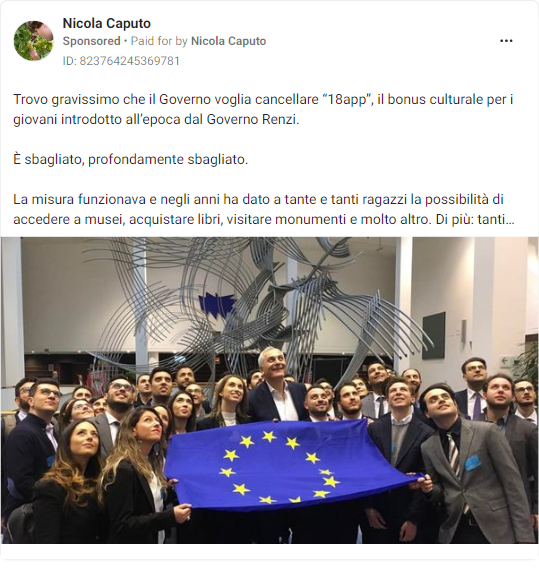 Nicola Caputo
Sponsored • Paid for by Nicola Caputo
ID: 823764245369781
Trovo gravissimo che il Governo voglia cancellare “18app”, il bonus culturale per i
giovani introdotto all’epoca dal Governo Renzi.
È sbagliato, profondamente sbagliato.
La misura funzionava e negli anni ha dato a tante e tanti ragazzi la possibilità di
accedere a musei, acquistare libri, visitare monumenti e molto altro. Di più: tanti...